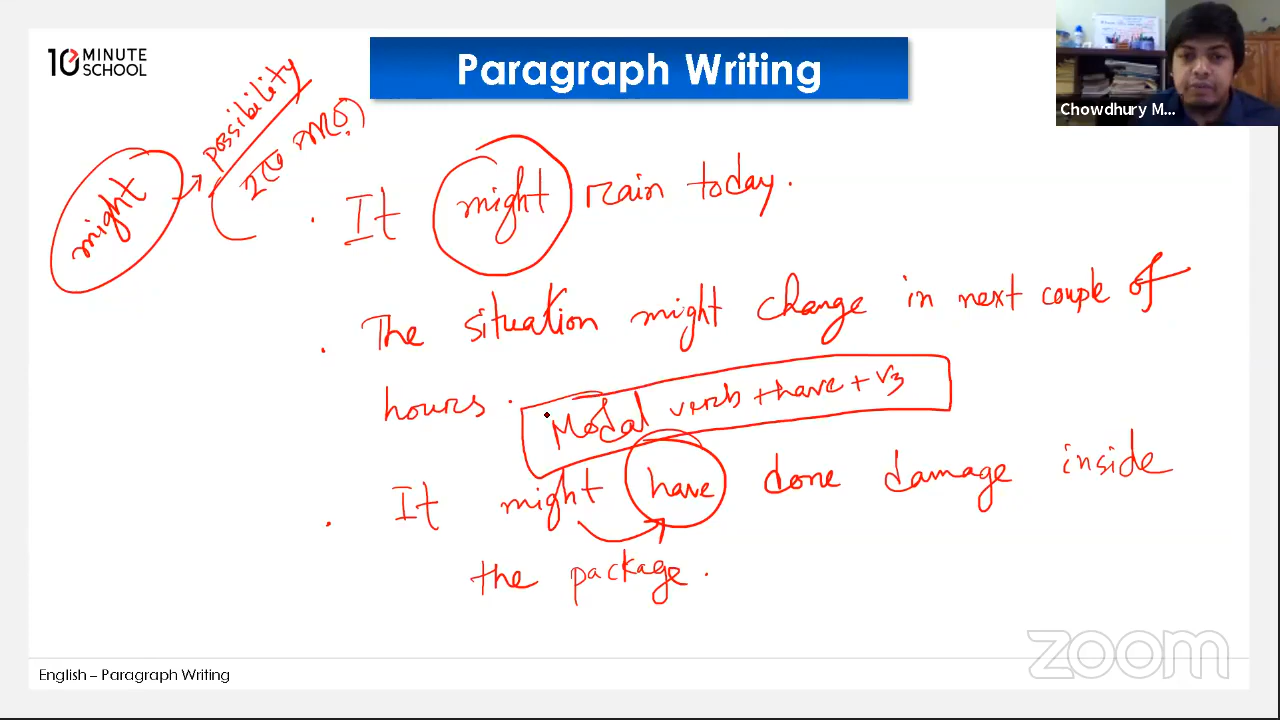 10 MINUTE SCHOOL
Paragraph Writing
Chowdhury M...
might → possibility
হতে পারে
. It might rain today.
. The situation might change in next couple of
hours.
Modal verb + have + v3
. It might have done damage inside
the package.
zoom
English – Paragraph Writing